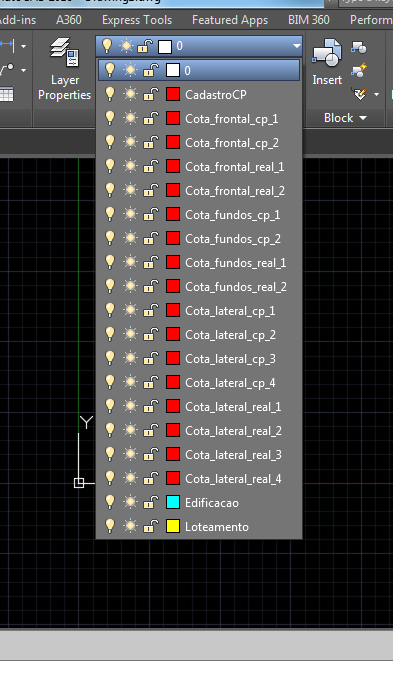 Add-ins A360 Express Tools Featured Apps BIM 360 Perform
0
Layer
Properties
Insert
Block
0
CadastroCP
Cota_frontal_cp_1
Cota_frontal_cp_2
Cota_frontal_real_1
Cota_frontal_real_2
Cota_fundos_cp_1
Cota_fundos_cp_2
Cota_fundos_real_1
Cota_fundos_real_2
Cota_lateral_cp_1
Cota_lateral_cp_2
Cota_lateral_cp_3
Cota_lateral_cp_4
Cota_lateral_real_1
Cota_lateral_real_2
Cota_lateral_real_3
Cota_lateral_real_4
Edificacao
Loteamento
Y